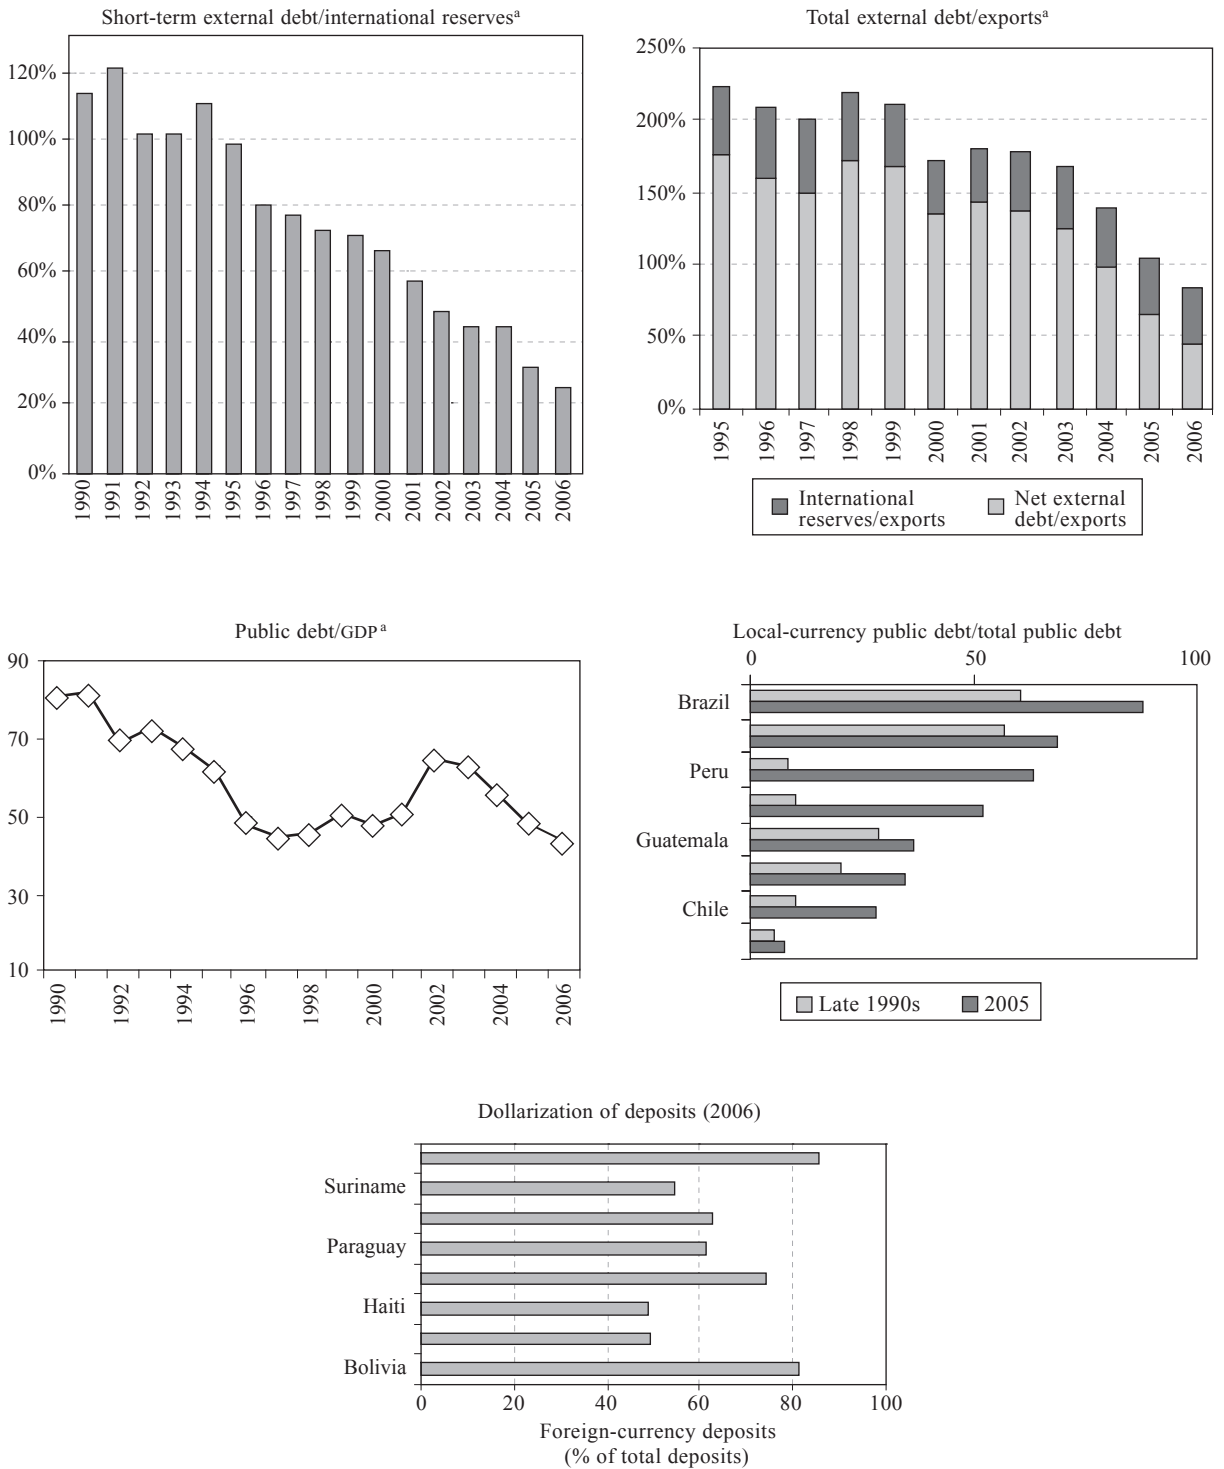 Short-term external debt/international reservesᵃ
120%
100%
80%
60%
40%
20%
0%
1990
1991
1992
1993
1994
1995
1996
1997
1998
1999
2000
2001
2002
2003
2004
2005
2006
Total external debt/exportsᵃ
250%
200%
150%
100%
50%
0%
1995
1996
1997
1998
1999
2000
2001
2002
2003
2004
2005
2006
International
reserves/exports
Net external
debt/exports
Public debt/GDPᵃ
90
70
50
30
10
1990
1992
1994
1996
1998
2000
2002
2004
2006
Local-currency public debt/total public debt
0 50 100
Brazil
Peru
Guatemala
Chile
Late 1990s 2005
Dollarization of deposits (2006)
Suriname
Paraguay
Haiti
Bolivia
0 20 40 60 80 100
Foreign-currency deposits
(% of total deposits)